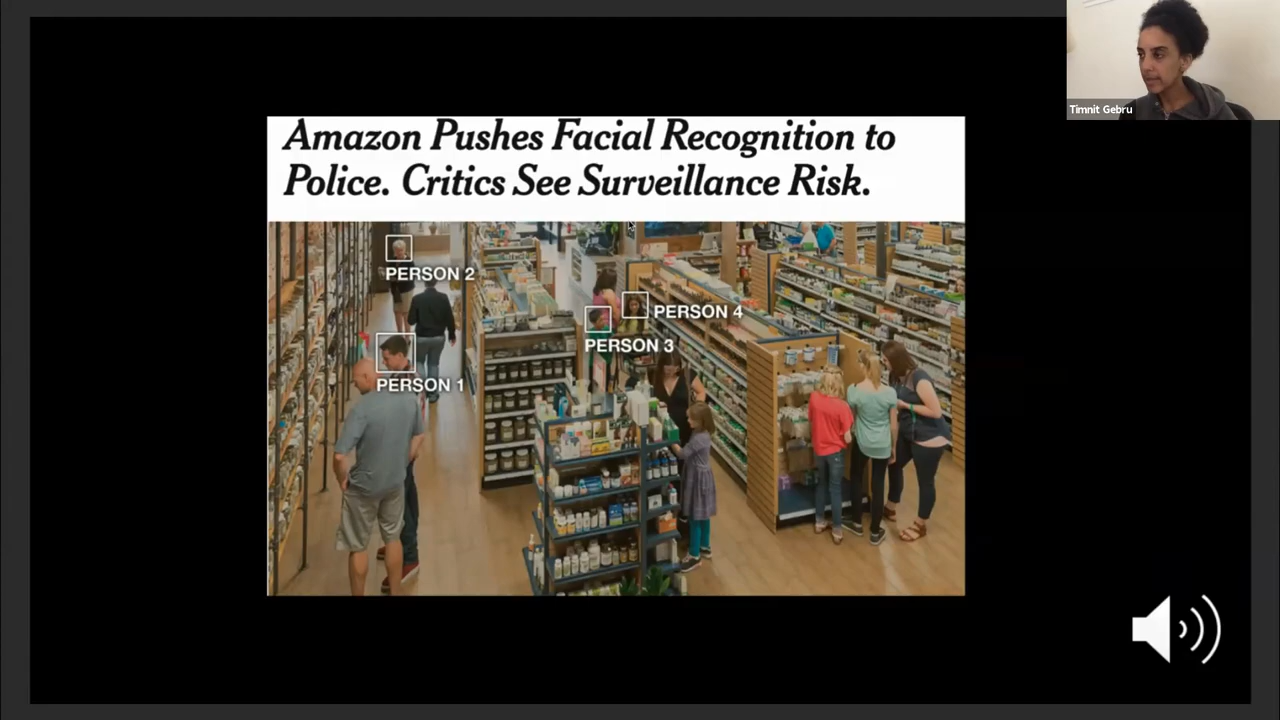 Timnit Gebru
Amazon Pushes Facial Recognition to
Police. Critics See Surveillance Risk.
PERSON 2
PERSON 4
PERSON 3
PERSON 1